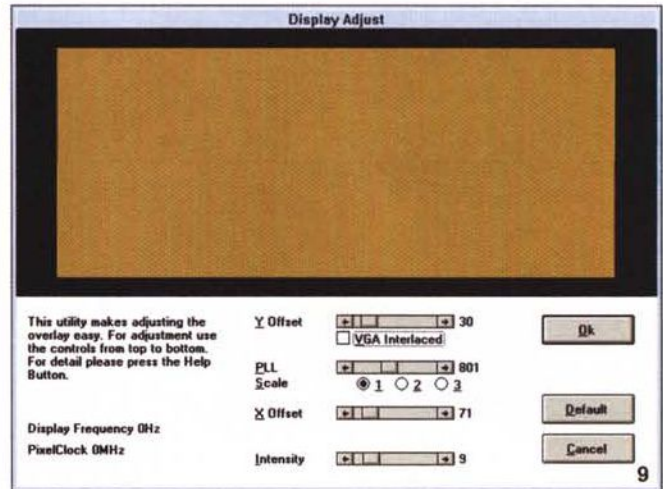 Display Adjust
This utility makes adjusting the
overlay easy. For adjustment use
the controls from top to bottom.
For detail please press the Help
Button.
Display Frequency 0Hz
PixelClock 0MHz
Y Offset 30
VGA Interlaced
PLL 801
Scale 1 2 3
X Offset 71
Intensity 9
Ok
Default
Cancel
9